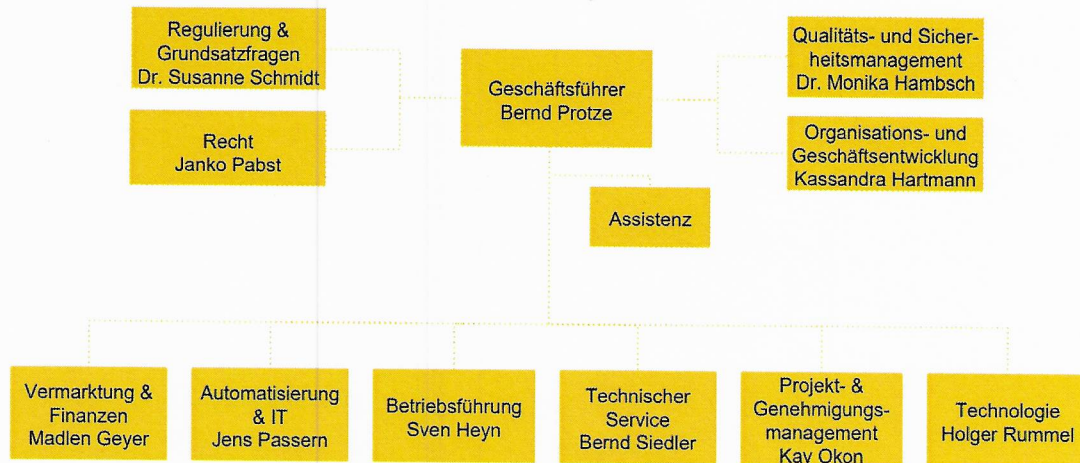 Regulierung &
Grundsatzfragen
Dr. Susanne Schmidt
Recht
Janko Pabst
Geschäftsführer
Bernd Protze
Qualitäts- und Sicher-
heitsmanagement
Dr. Monika Hambsch
Organisations- und
Geschäftsentwicklung
Kassandra Hartmann
Assistenz
Vermarktung &
Finanzen
Madlen Geyer
Automatisierung
& IT
Jens Passern
Betriebsführung
Sven Heyn
Technischer
Service
Bernd Siedler
Projekt- &
Genehmigungs-
management
Kay Okon
Technologie
Holger Rummel